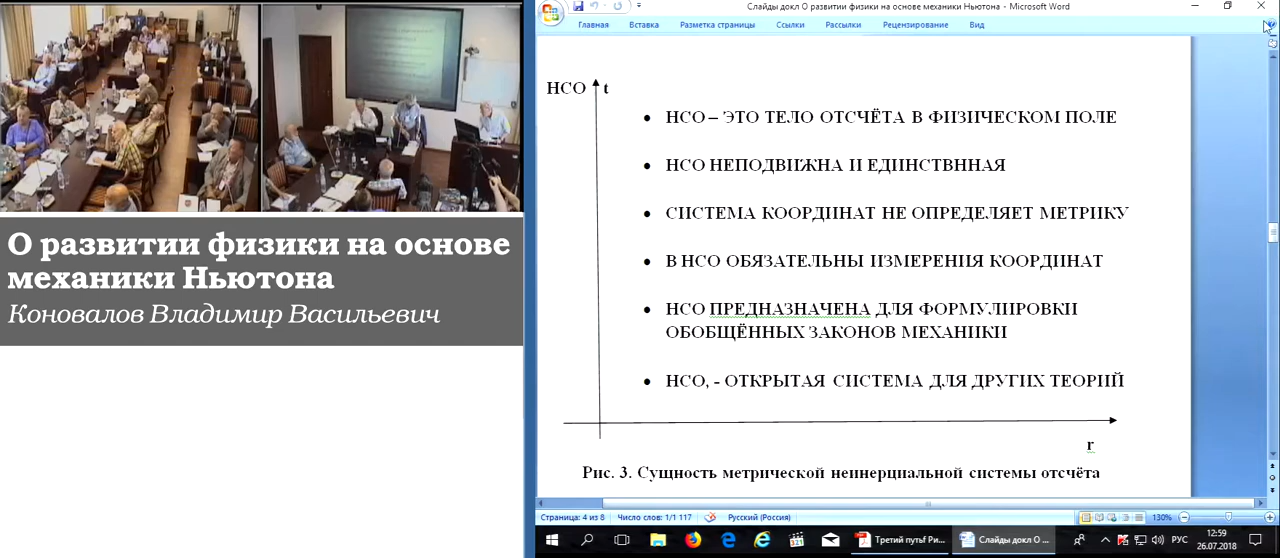 Слайды докл О развитии физики на основе механики Ньютона - Microsoft Word
Главная Вставка Разметка страницы Ссылки Рассылки Рецензирование Вид
НСО t
• НСО – ЭТО ТЕЛО ОТСЧЁТА В ФИЗИЧЕСКОМ ПОЛЕ
• НСО НЕПОДВИЖНА И ЕДИНСТВННАЯ
• СИСТЕМА КООРДИНАТ НЕ ОПРЕДЕЛЯЕТ МЕТРИКУ
• В НСО ОБЯЗАТЕЛЬНЫ ИЗМЕРЕНИЯ КООРДИНАТ
• НСО ПРЕДНАЗНАЧЕНА ДЛЯ ФОРМУЛИРОВКИ
ОБОБЩЁННЫХ ЗАКОНОВ МЕХАНИКИ
• НСО, - ОТКРЫТАЯ СИСТЕМА ДЛЯ ДРУГИХ ТЕОРИЙ
r
Рис. 3. Сущность метрической неинерциальной системы отсчёта
О развитии физики на основе
механики Ньютона
Коновалов Владимир Васильевич
Страница: 4 из 8 Число слов: 1/1 117 Русский (Россия) 130%
321 Третий путь! Ри... Слайды докл О ... РУС 12:59
26.07.2018